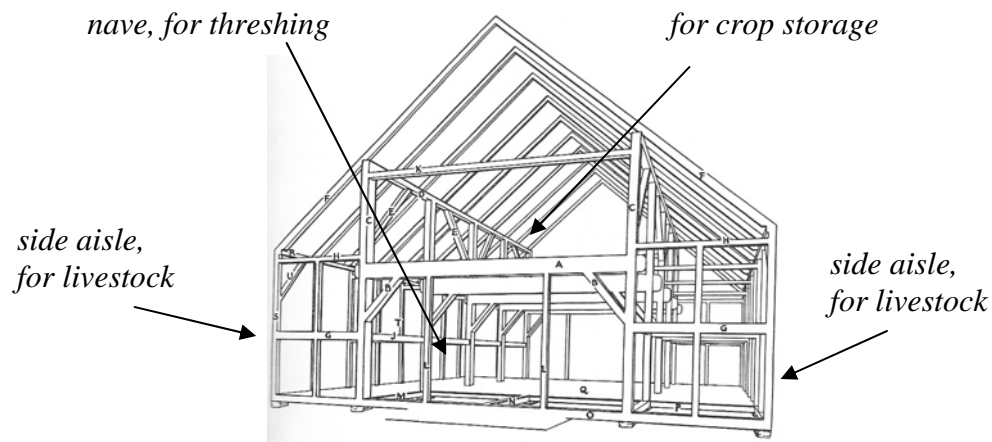 nave, for threshing
for crop storage
side aisle,
for livestock
side aisle,
for livestock
K
F
F
E
C
C
E
H
H
A
U
B
B
S
T
G
J
G
L
L
M
N
Q
O
P